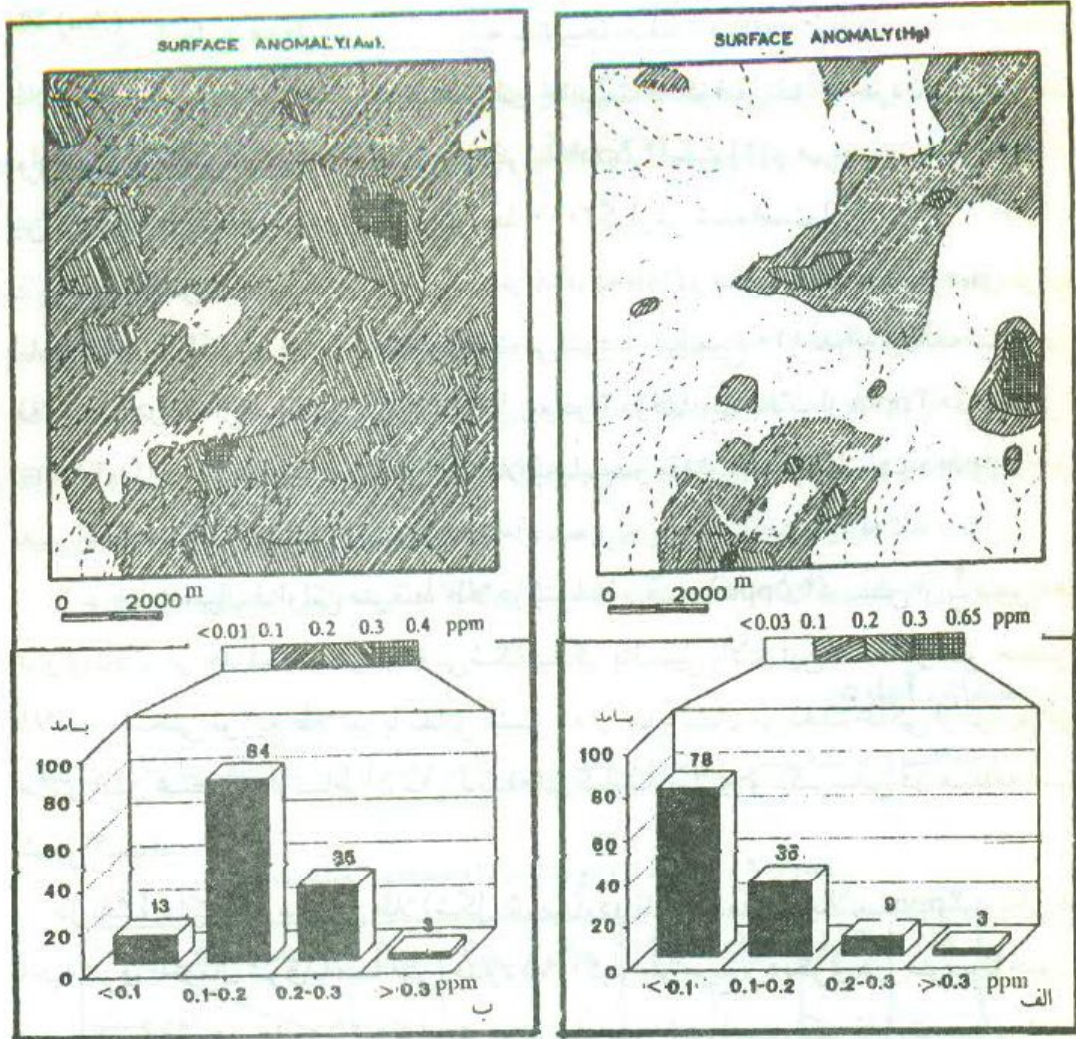 SURFACE ANOMALY(Au).
0 2000 m
<0.01 0.1 0.2 0.3 0.4 ppm
100
80
60
40
20
0
13
84
35
3
<0.1 0.1-0.2 0.2-0.3 >0.3 ppm
ب
SURFACE ANOMALY(Hg)
0 2000 m
<0.03 0.1 0.2 0.3 0.65 ppm
100
80
60
40
20
0
78
36
9
3
<0.1 0.1-0.2 0.2-0.3 >0.3 ppm
الف